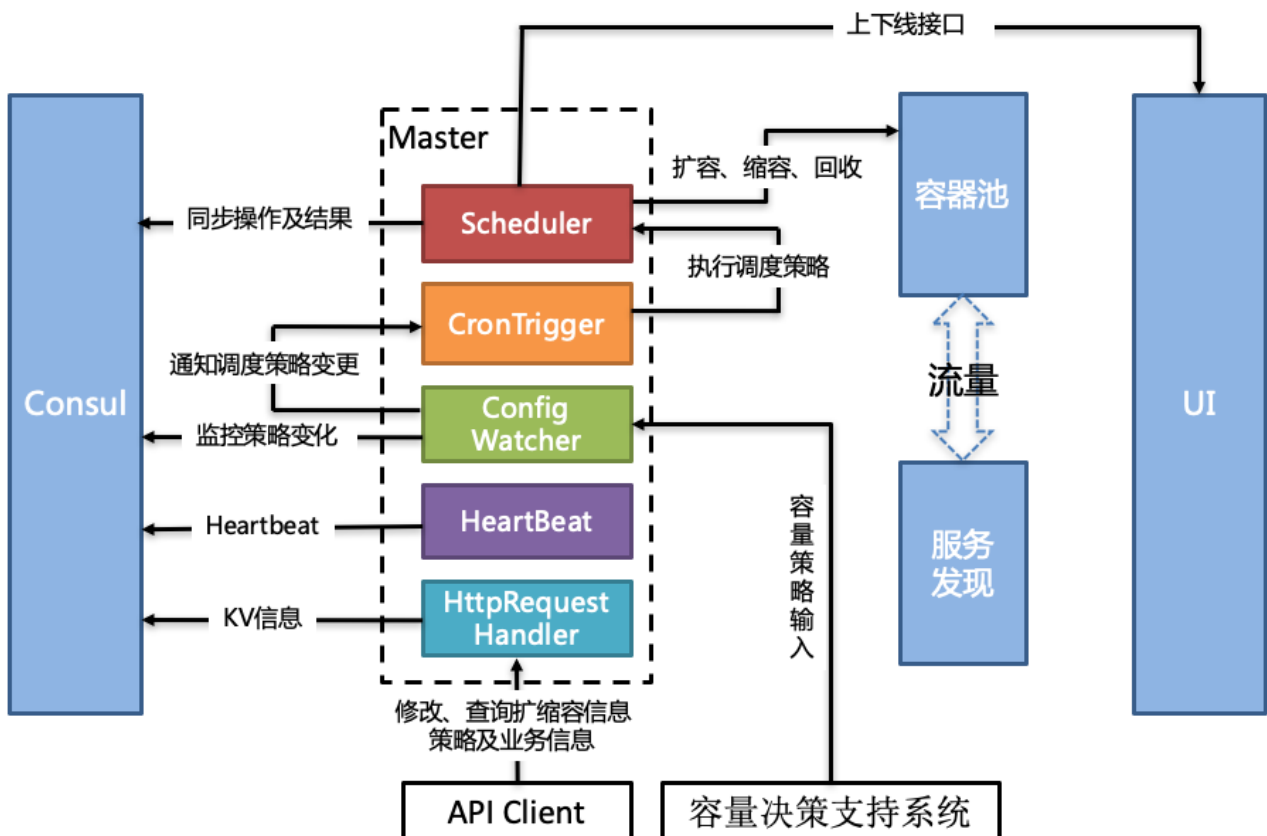 上下线接口
Master
扩容、缩容、回收
容器池
Scheduler
同步操作及结果
执行调度策略
CronTrigger
通知调度策略变更
流量
Consul
UI
Config
Watcher
监控策略变化
HeartBeat
Heartbeat
容量策略输入
服务
发现
HttpRequest
Handler
KV信息
修改、查询扩缩容信息
策略及业务信息
API Client
容量决策支持系统